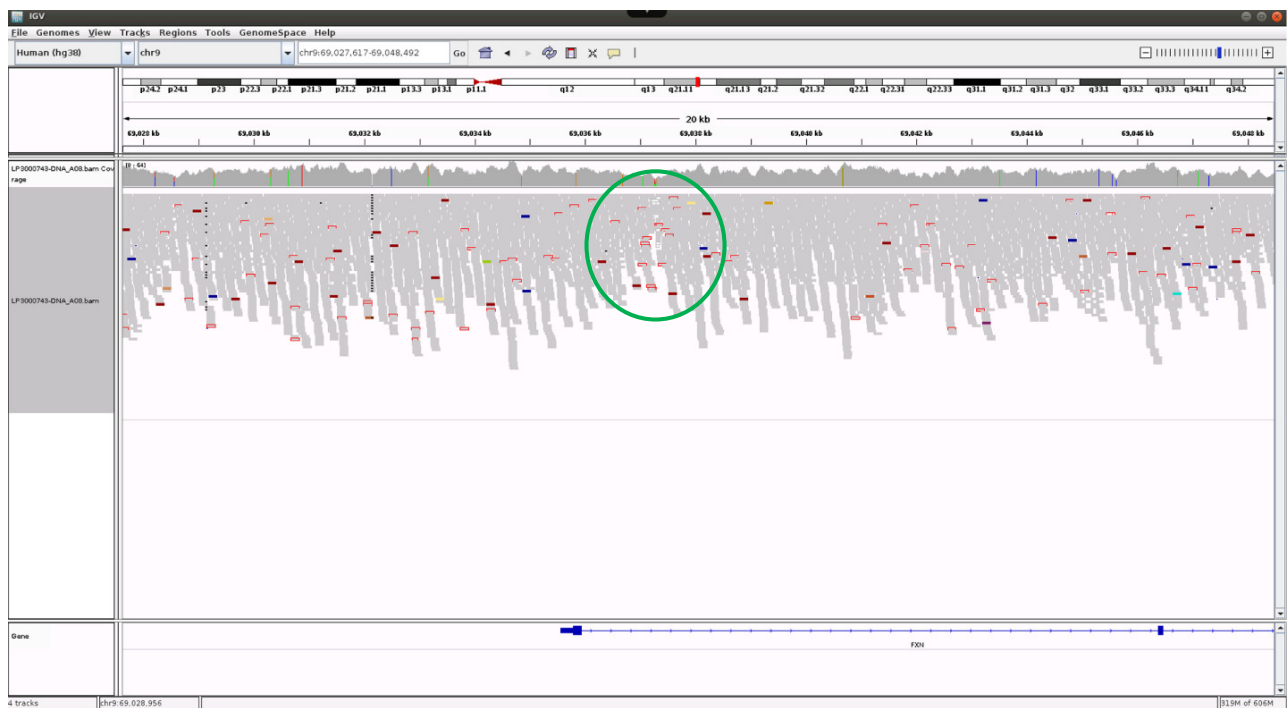 IGV
File Genomes View Tracks Regions Tools GenomeSpace Help
Human (hg38) chr9 chr9:69,027,617-69,048,492 Go
p24.2 p24.1 p23 p22.3 p22.1 p21.3 p21.2 p21.1 p13.3 p13.1 p11.1 q12 q13 q21.11 q21.13 q21.2 q21.32 q22.1 q22.31 q22.33 q31.1 q31.2 q31.3 q32 q33.1 q33.2 q33.3 q34.11 q34.2
20 kb
69,028 kb 69,030 kb 69,032 kb 69,034 kb 69,036 kb 69,038 kb 69,040 kb 69,042 kb 69,044 kb 69,046 kb 69,048 kb
LP3000743-DNA_A08.bam Cov
rage
[0 - 64]
LP3000743-DNA_A08.bam
Gene
FXN
4 tracks chr9:69,028,956 319M of 606M